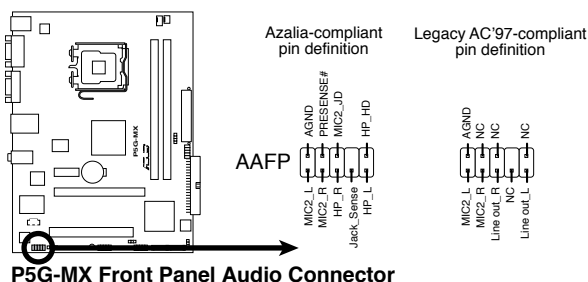 Azalia-compliant
pin definition
Legacy AC'97-compliant
pin definition
AGND
PRESENSE#
MIC2_JD
HP_HD
AGND
NC
NC
NC
P5G-MX
AAFP
MIC2_L
MIC2_R
HP_R
Jack_Sense
HP_L
MIC2_L
MIC2_R
Line out_R
NC
Line out_L
P5G-MX Front Panel Audio Connector